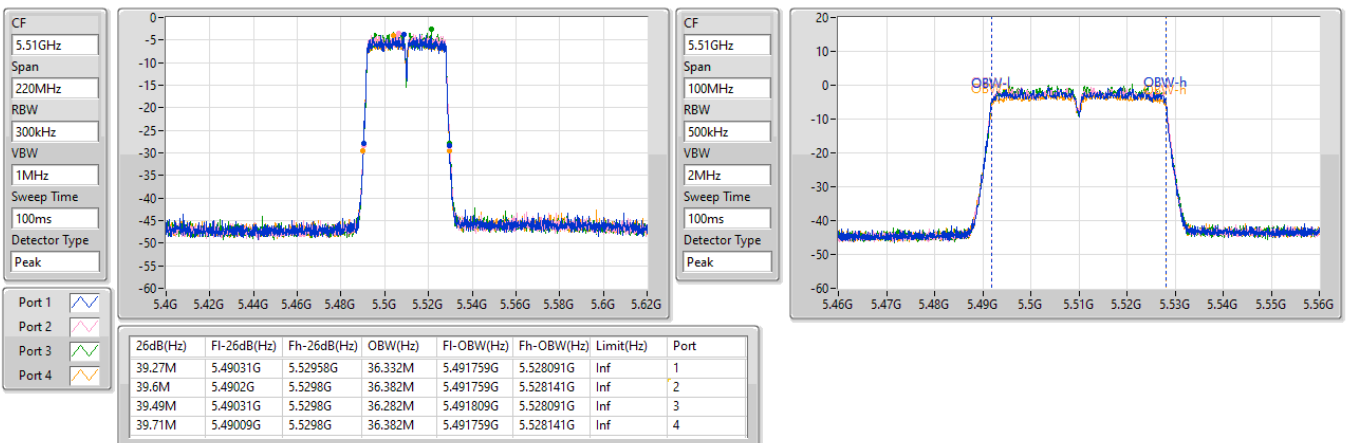 CF
5.51GHz
Span
220MHz
RBW
300kHz
VBW
1MHz
Sweep Time
100ms
Detector Type
Peak
0
-5
-10
-15
-20
-25
-30
-35
-40
-45
-50
-55
-60
5.4G 5.42G 5.44G 5.46G 5.48G 5.5G 5.52G 5.54G 5.56G 5.58G 5.6G 5.62G
CF
5.51GHz
Span
100MHz
RBW
500kHz
VBW
2MHz
Sweep Time
100ms
Detector Type
Peak
20
10
0
-10
-20
-30
-40
-50
-60
OBW-l OBW-h
5.46G 5.47G 5.48G 5.49G 5.5G 5.51G 5.52G 5.53G 5.54G 5.55G 5.56G
Port 1
Port 2
Port 3
Port 4
26dB(Hz) Fl-26dB(Hz) Fh-26dB(Hz) OBW(Hz) Fl-OBW(Hz) Fh-OBW(Hz) Limit(Hz) Port
39.27M 5.49031G 5.52958G 36.332M 5.491759G 5.528091G Inf 1
39.6M 5.4902G 5.5298G 36.382M 5.491759G 5.528141G Inf 2
39.49M 5.49031G 5.5298G 36.282M 5.491809G 5.528091G Inf 3
39.71M 5.49009G 5.5298G 36.382M 5.491759G 5.528141G Inf 4